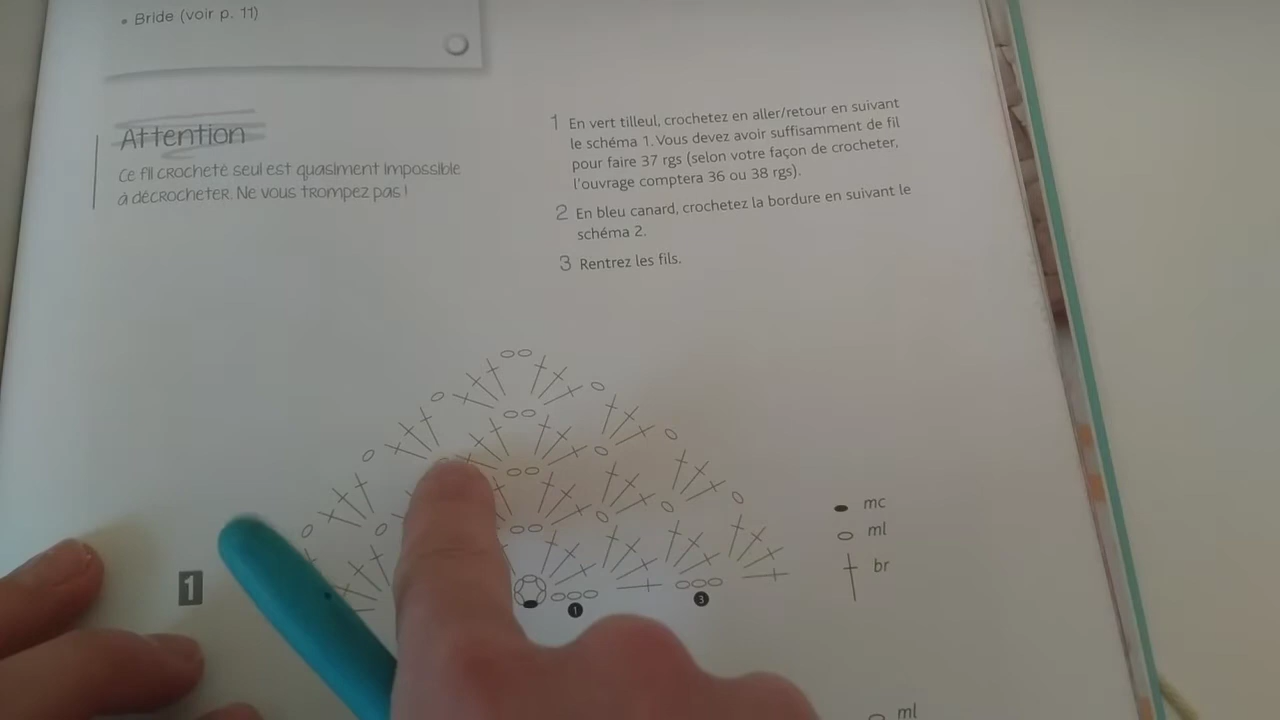 • Bride (voir p. 11)
Attention
Ce fil crocheté seul est quasiment impossible
à décrocheter. Ne vous trompez pas !
1 En vert tilleul, crochetez en aller/retour en suivant
le schéma 1. Vous devez avoir suffisamment de fil
pour faire 37 rgs (selon votre façon de crocheter,
l'ouvrage comptera 36 ou 38 rgs).
2 En bleu canard, crochetez la bordure en suivant le
schéma 2.
3 Rentrez les fils.
mc
ml
br
1
1
3
ml